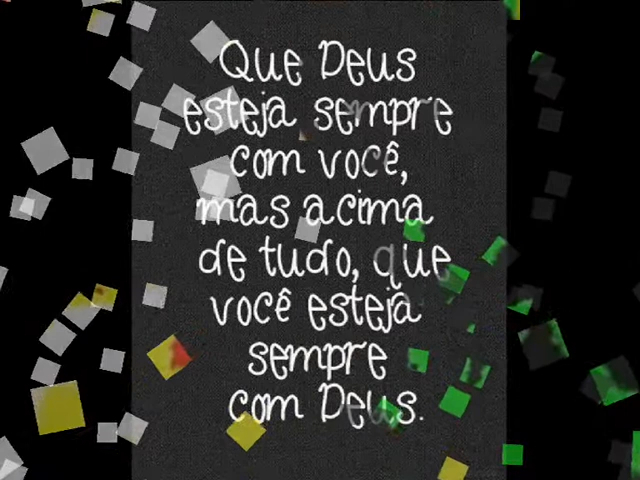 Que Deus
esteja sempre
com você,
mas acima
de tudo, que
você esteja
sempre
com Deus.